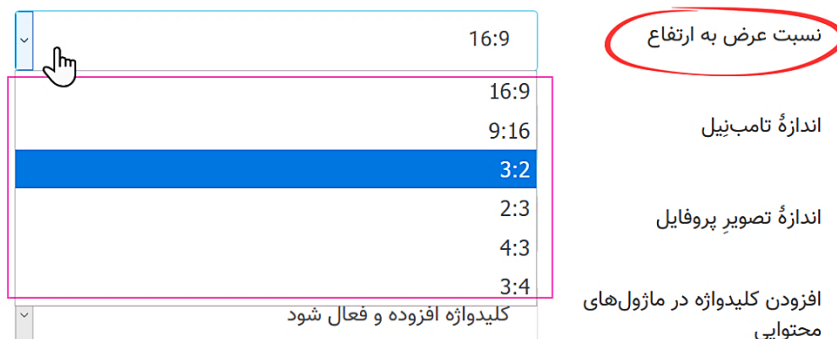 نسبت عرض به ارتفاع
16:9
16:9
9:16
3:2
2:3
4:3
3:4
اندازهٔ تامب‌نِیل
اندازهٔ تصویرِ پروفایل
افزودن کلیدواژه در ماژول‌های
محتوایی
کلیدواژه افزوده و فعال شود